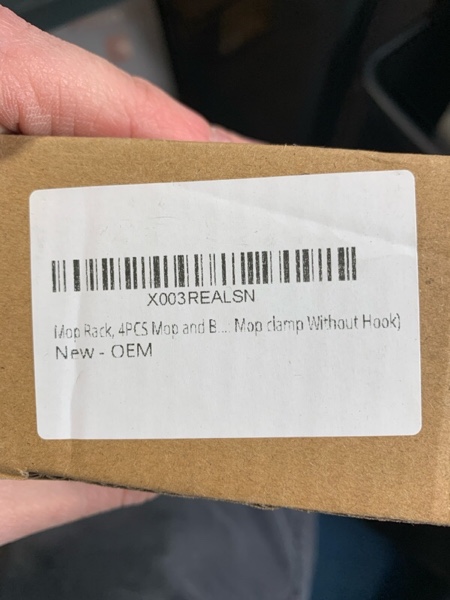 X003REALSN
Mop Rack, 4PCS Mop and B.... Mop clamp Without Hook)
New - OEM